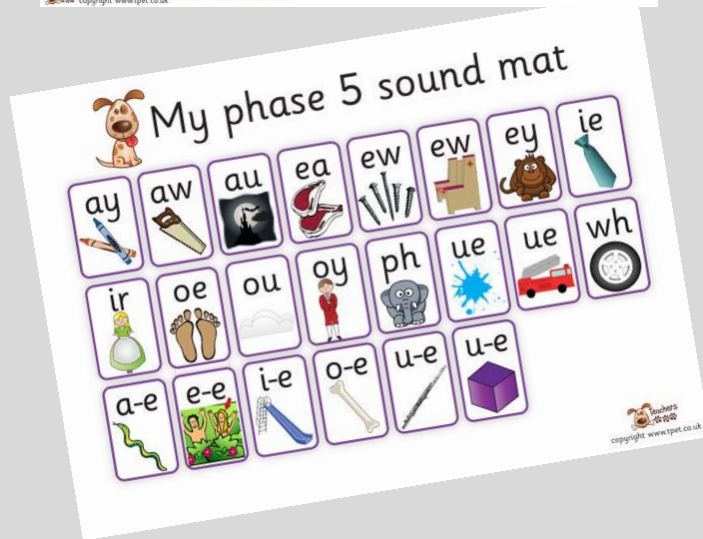 copyright www.tpet.co.uk
My phase 5 sound mat
ay aw au ea ew ew ey ie
ir oe ou oy ph ue ue wh
a-e e-e i-e o-e u-e u-e
Teachers
copyright www.tpet.co.uk